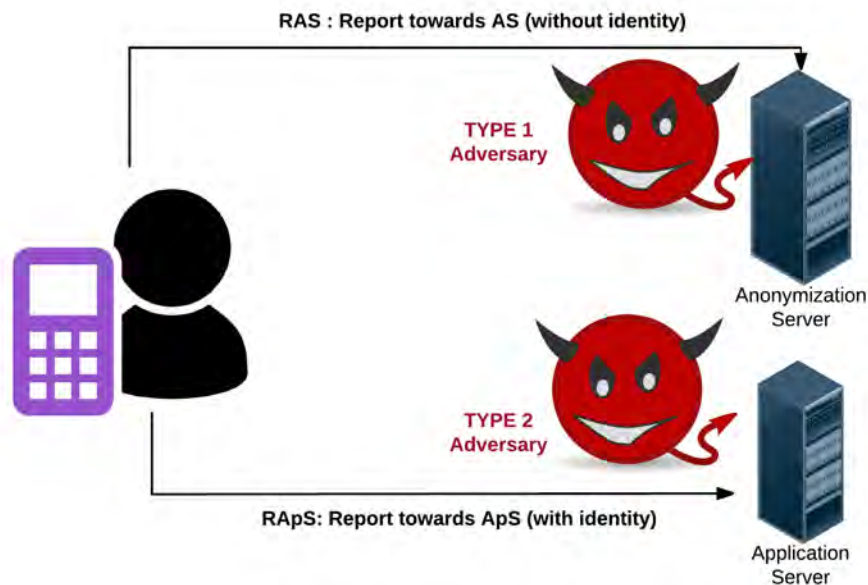 RAS : Report towards AS (without identity)
TYPE 1
Adversary
Anonymization
Server
TYPE 2
Adversary
RApS: Report towards ApS (with identity)
Application
Server